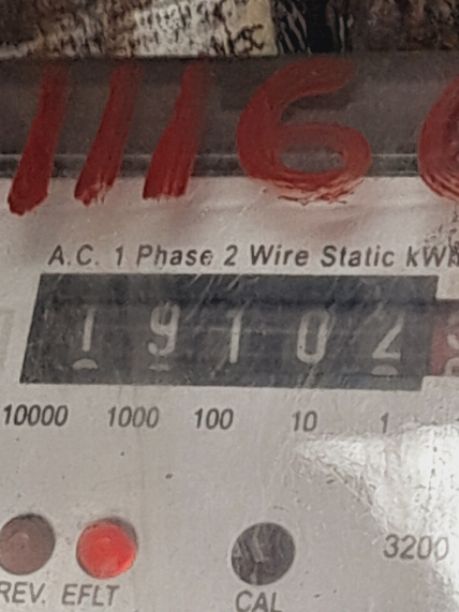 1116
A.C. 1 Phase 2 Wire Static kWh
19102
10000 1000 100 10 1
3200
REV. EFLT CAL